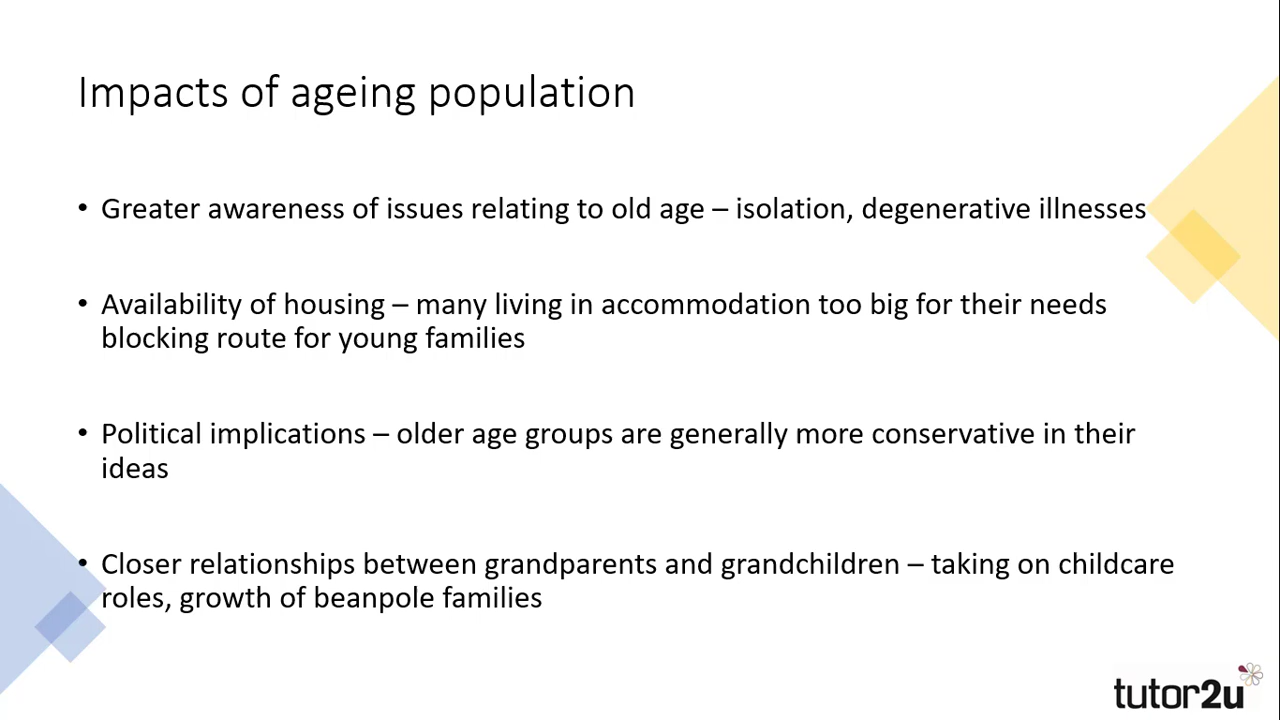 Impacts of ageing population
• Greater awareness of issues relating to old age – isolation, degenerative illnesses
• Availability of housing – many living in accommodation too big for their needs
blocking route for young families
• Political implications – older age groups are generally more conservative in their
ideas
• Closer relationships between grandparents and grandchildren – taking on childcare
roles, growth of beanpole families
tutor2u